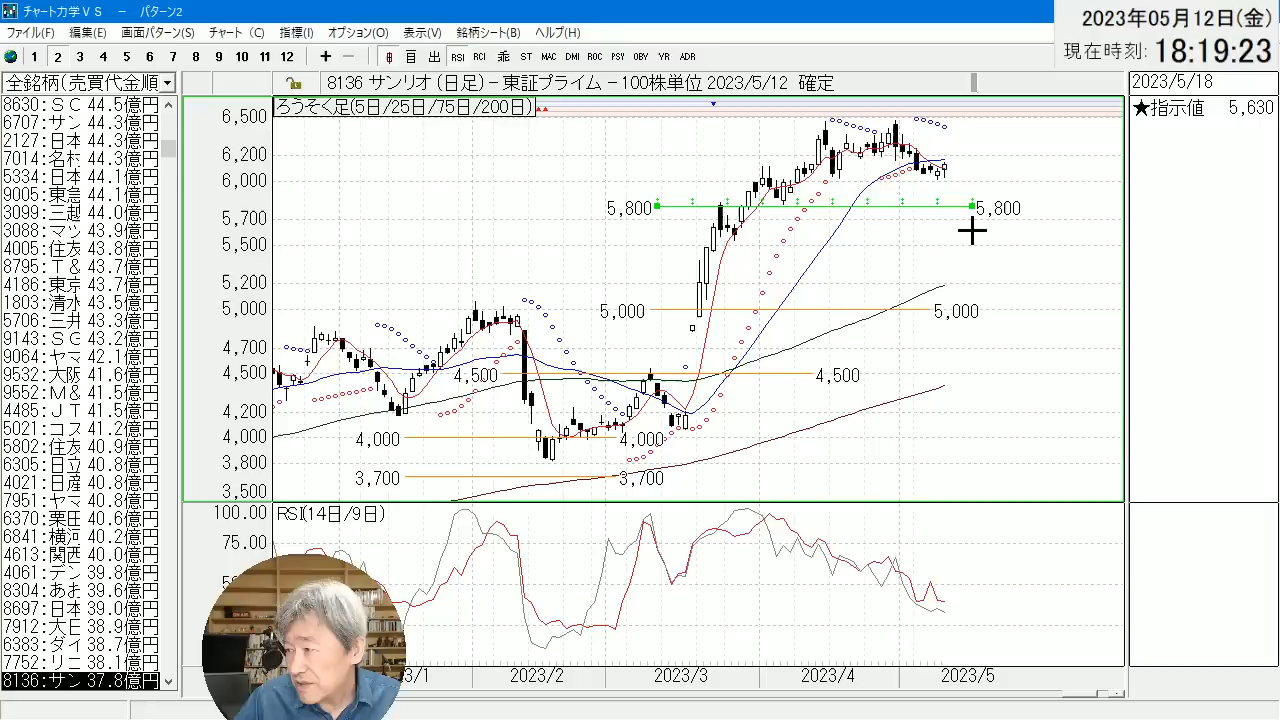 チャート力学ＶＳ － パターン2
2023年05月12日(金)
現在時刻: 18:19:23
ファイル(F) 編集(E) 画面パターン(S) チャート (C) 指標(I) オプション(O) 表示(V) 銘柄シート(B) ヘルプ(H)
1 2 3 4 5 6 7 8 9 10 11 12 + － RSI RCI 乖 ST MAC DMI ROC PSY OBV YR ADR
全銘柄(売買代金順
8136 サンリオ (日足)－東証プライム－100株単位 2023/5/12 確定
2023/5/18
★指示値 5,630
ろうそく足(5日/25日/75日/200日)
8630:ＳＣ 44.5億円
6707:サン 44.3億円
2127:日本 44.3億円
7014:名村 44.3億円
5334:日本 44.1億円
9005:東急 44.1億円
3099:三越 44.0億円
3088:マツ 43.9億円
4008:住友 43.8億円
8795:Ｔ＆ 43.7億円
4186:東京 43.7億円
1803:清水 43.5億円
5706:三井 43.3億円
9143:ＳＧ 43.2億円
9064:ヤマ 42.1億円
9532:大阪 41.6億円
9552:Ｍ＆ 41.5億円
4485:ＪＴ 41.5億円
5021:コス 41.2億円
5802:住友 40.9億円
6305:日立 40.8億円
4021:日産 40.8億円
7951:ヤマ 40.8億円
6370:栗田 40.6億円
6841:横河 40.2億円
4613:関西 40.0億円
4061:デン 39.8億円
8304:あお 39.6億円
8697:日本 39.0億円
7912:大日 38.9億円
6383:ダイ 38.7億円
7752:リコ 38.1億円
8136:サン 37.8億円
6,500
6,200
6,000
5,700
5,500
5,200
5,000
4,700
4,500
4,200
4,000
3,800
3,500
5,800 5,800
5,000 5,000
4,500 4,500
4,000 4,000
3,700 3,700
RSI(14日/9日)
100.00
75.00
/1 2023/2 2023/3 2023/4 2023/5